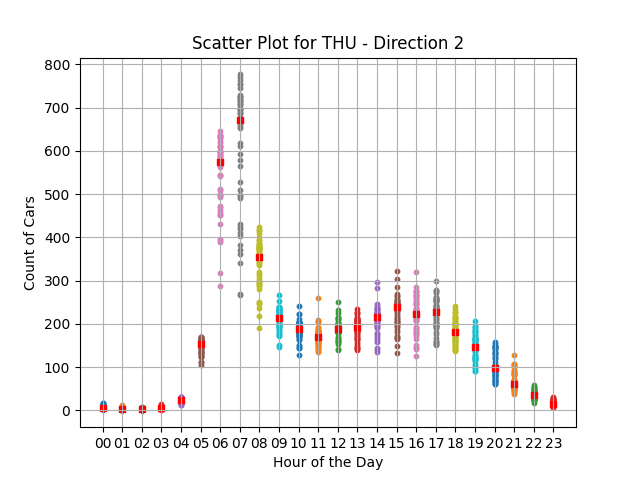 Scatter Plot for THU - Direction 2
800
700
600
500
400
300
200
100
0
Count of Cars
00 01 02 03 04 05 06 07 08 09 10 11 12 13 14 15 16 17 18 19 20 21 22 23
Hour of the Day